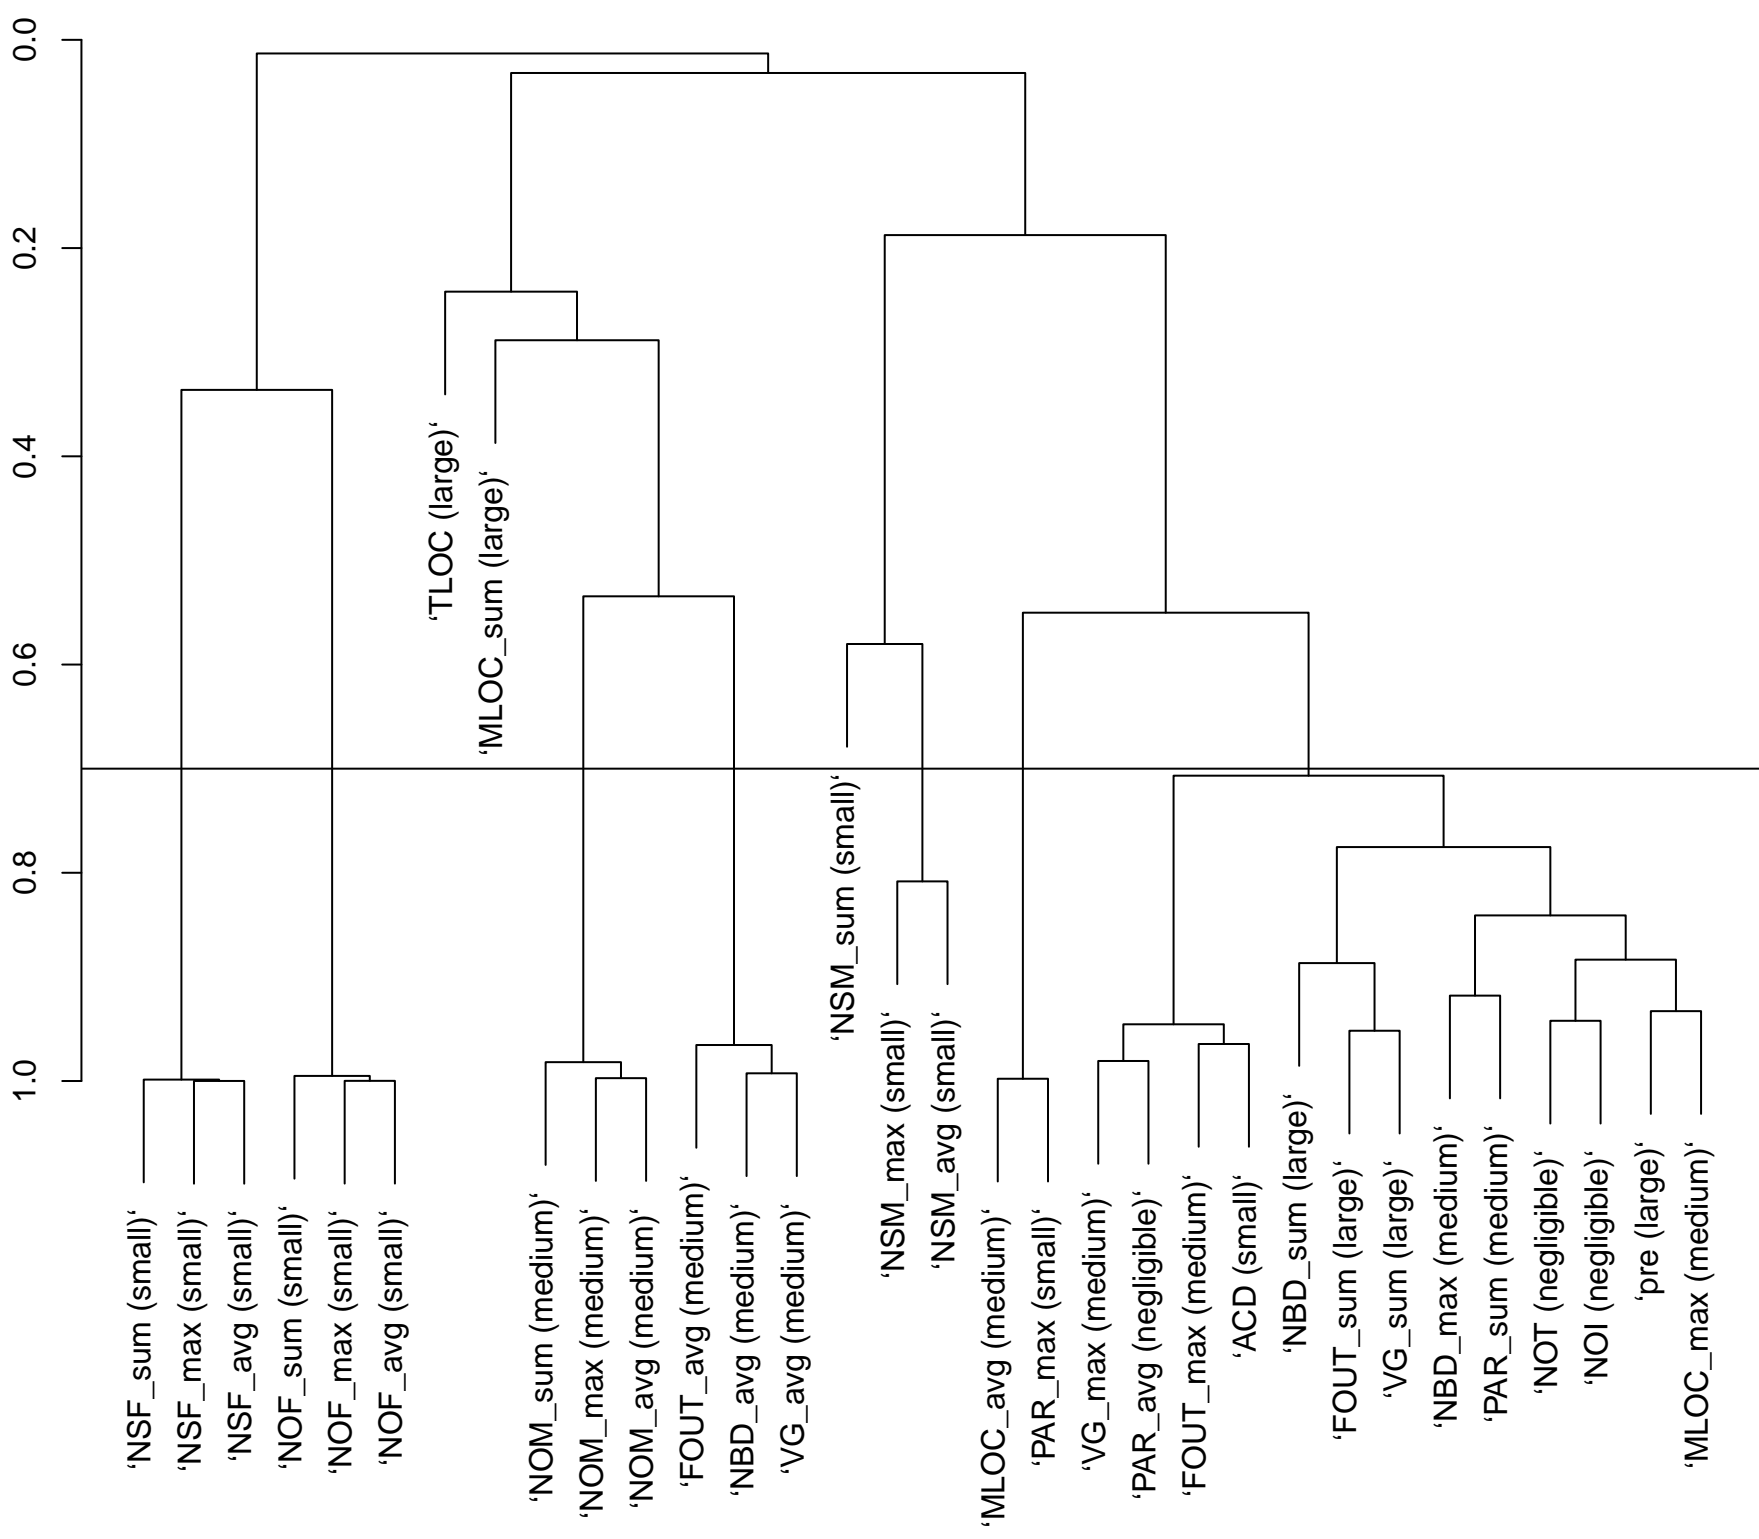 0.0
0.2
0.4
0.6
0.8
1.0
‘NSF_sum (small)‘
‘NSF_max (small)‘
‘NSF_avg (small)‘
‘NOF_sum (small)‘
‘NOF_max (small)‘
‘NOF_avg (small)‘
‘TLOC (large)‘
‘MLOC_sum (large)‘
‘NOM_sum (medium)‘
‘NOM_max (medium)‘
‘NOM_avg (medium)‘
‘FOUT_avg (medium)‘
‘NBD_avg (medium)‘
‘VG_avg (medium)‘
‘NSM_sum (small)‘
‘NSM_max (small)‘
‘NSM_avg (small)‘
‘MLOC_avg (medium)‘
‘PAR_max (small)‘
‘VG_max (medium)‘
‘PAR_avg (negligible)‘
‘FOUT_max (medium)‘
‘ACD (small)‘
‘NBD_sum (large)‘
‘FOUT_sum (large)‘
‘VG_sum (large)‘
‘NBD_max (medium)‘
‘PAR_sum (medium)‘
‘NOT (negligible)‘
‘NOI (negligible)‘
‘pre (large)‘
‘MLOC_max (medium)‘